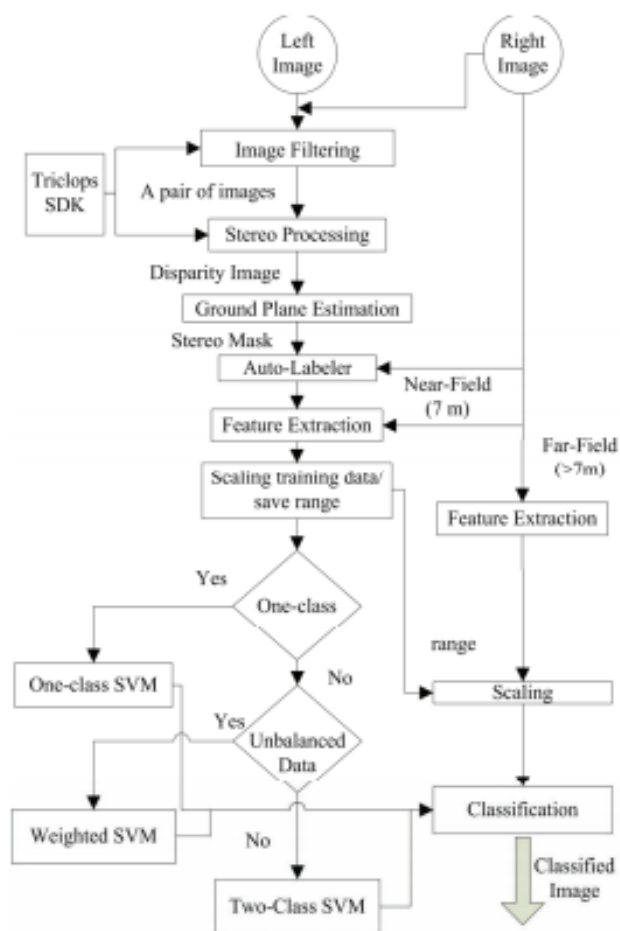 Left
Image
Right
Image
Image Filtering
Triclops
SDK
A pair of images
Stereo Processing
Disparity Image
Ground Plane Estimation
Stereo Mask
Auto-Labeler
Near-Field
(7 m)
Feature Extraction
Far-Field
(>7m)
Scaling training data/
save range
Feature Extraction
Yes
One-class
range
One-class SVM
No
Scaling
Yes
Unbalanced
Data
Classification
Weighted SVM
No
Classified
Image
Two-Class SVM